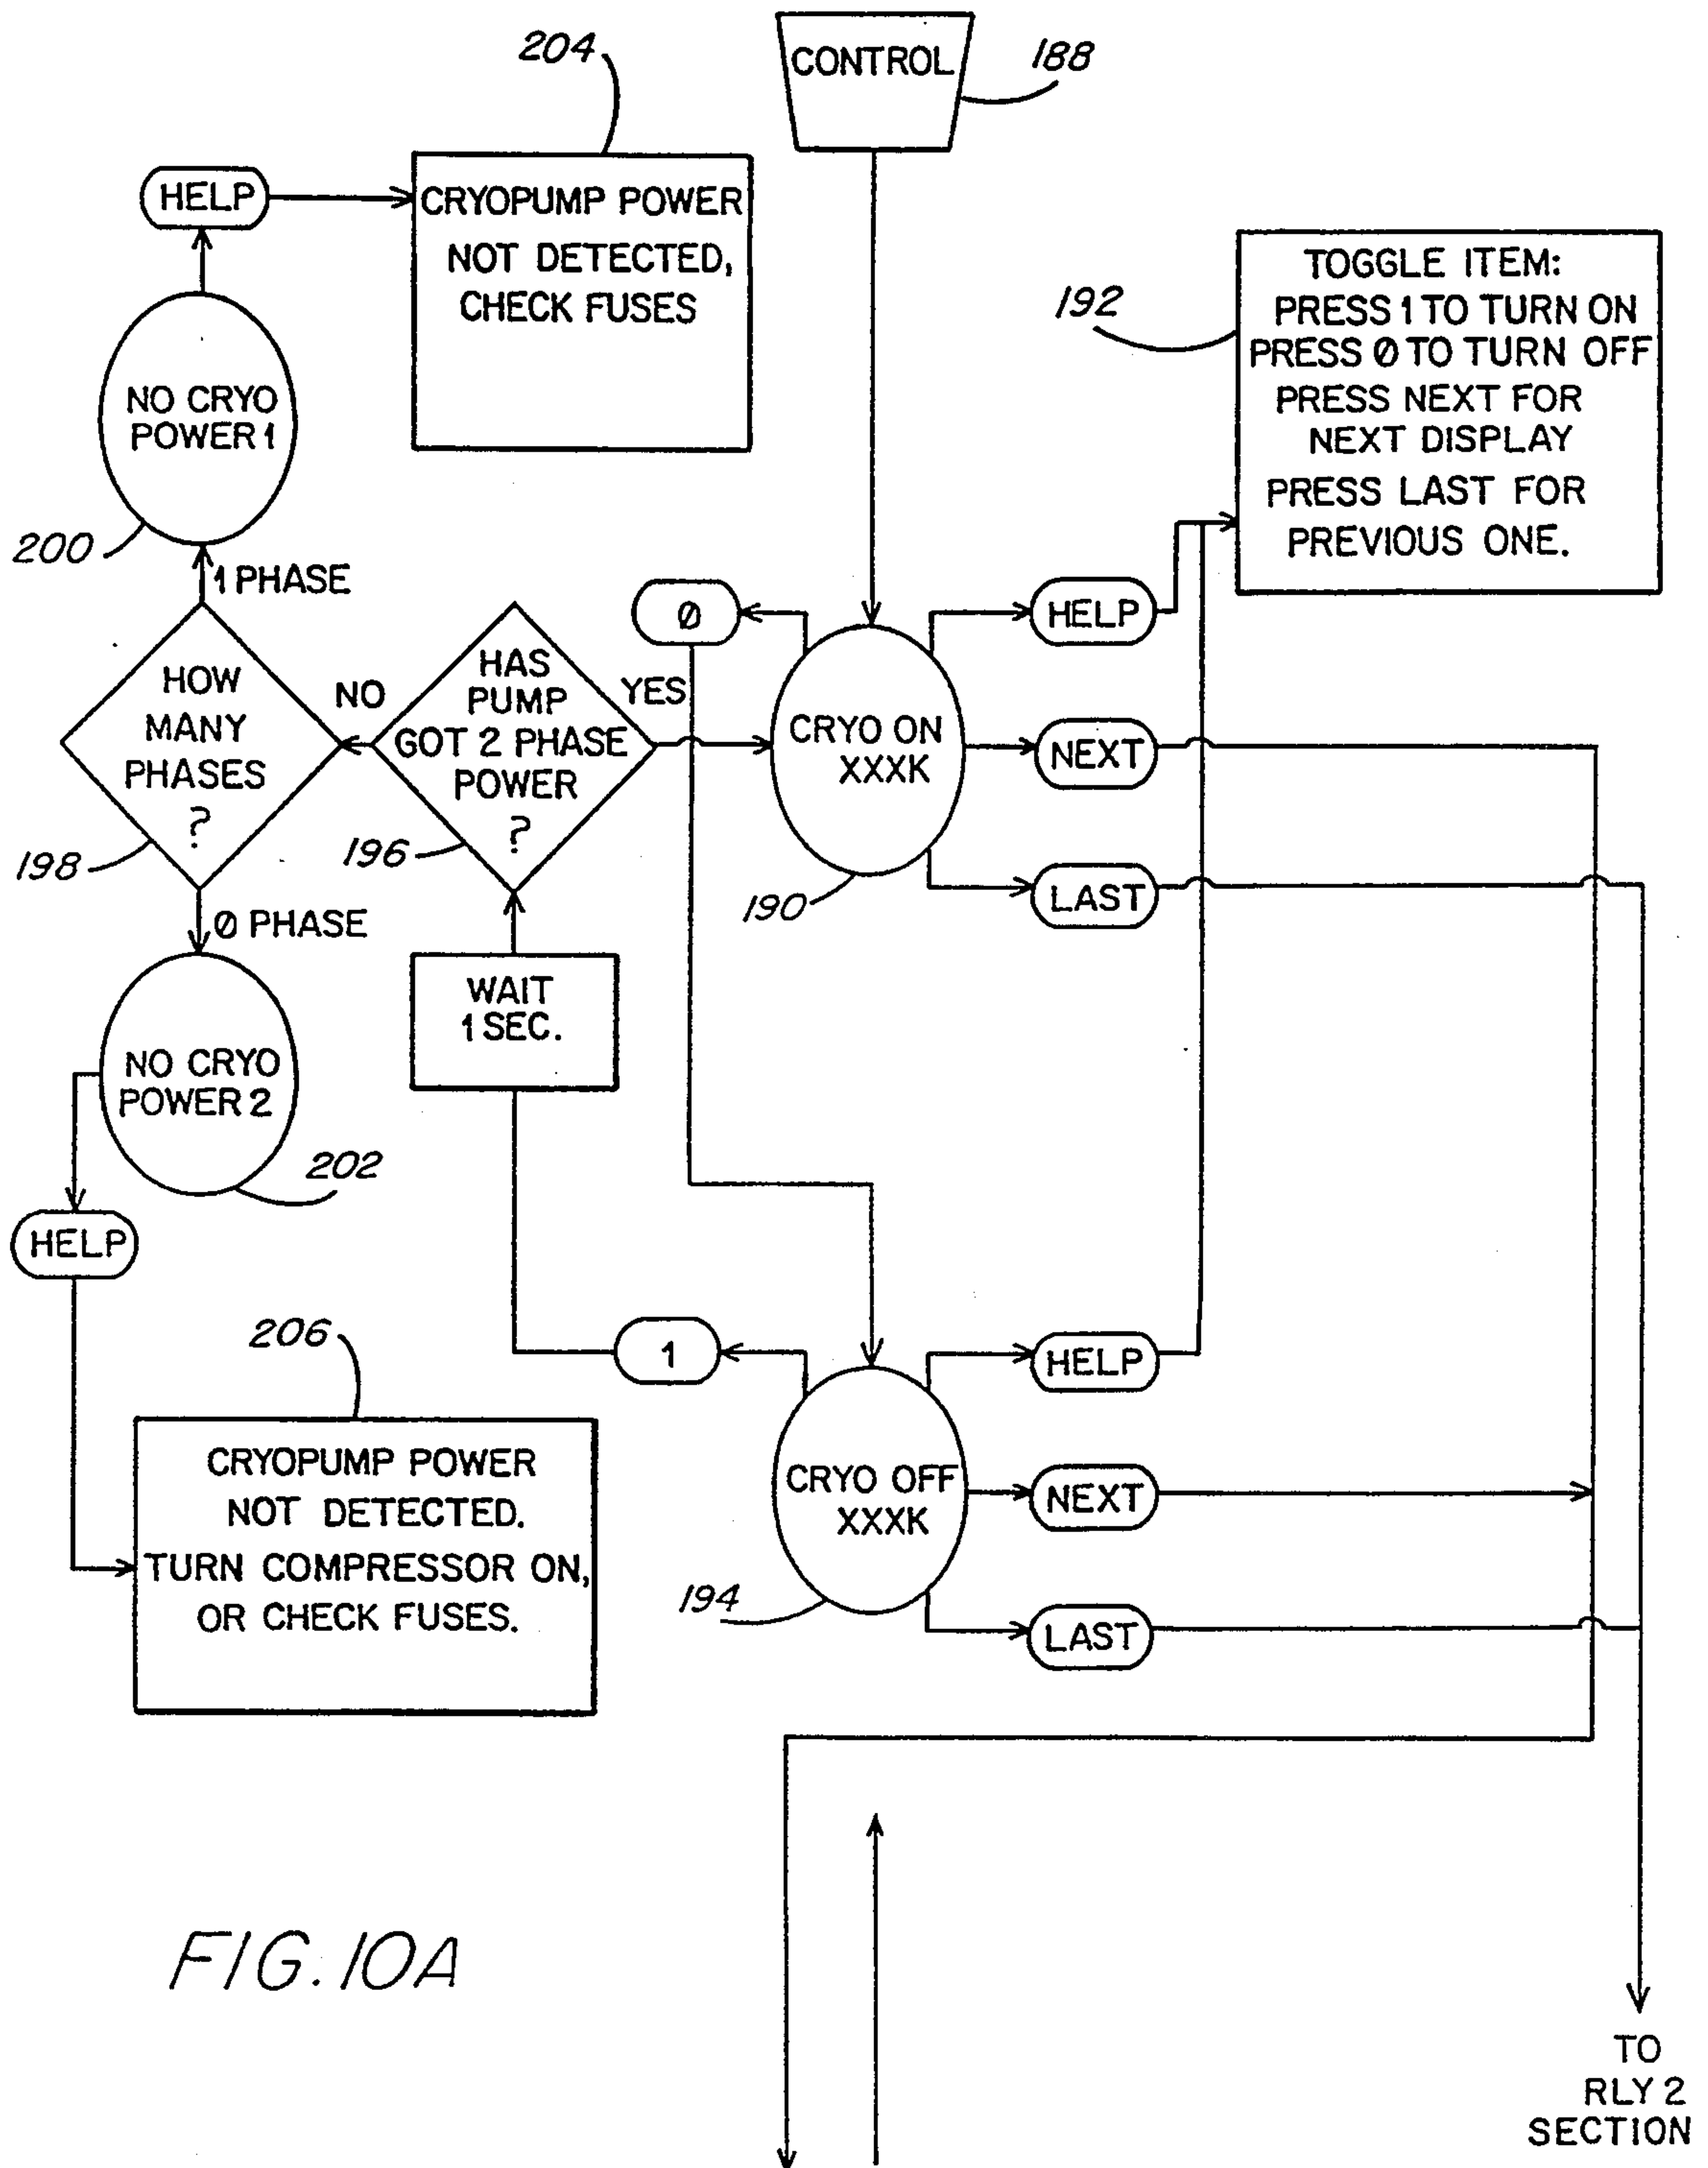 204
CONTROL
188
HELP
CRYOPUMP POWER
NOT DETECTED,
CHECK FUSES
192
TOGGLE ITEM:
PRESS 1 TO TURN ON
PRESS 0̸ TO TURN OFF
PRESS NEXT FOR
NEXT DISPLAY
PRESS LAST FOR
PREVIOUS ONE.
NO CRYO
POWER 1
200
1 PHASE
0̸
HELP
HOW
MANY
PHASES
?
198
NO
HAS
PUMP
GOT 2 PHASE
POWER
?
196
YES
CRYO ON
XXXK
190
NEXT
LAST
0̸ PHASE
WAIT
1 SEC.
NO CRYO
POWER 2
202
HELP
206
1
HELP
CRYOPUMP POWER
NOT DETECTED.
TURN COMPRESSOR ON,
OR CHECK FUSES.
CRYO OFF
XXXK
194
NEXT
LAST
FIG. 10A
TO
RLY 2
SECTION